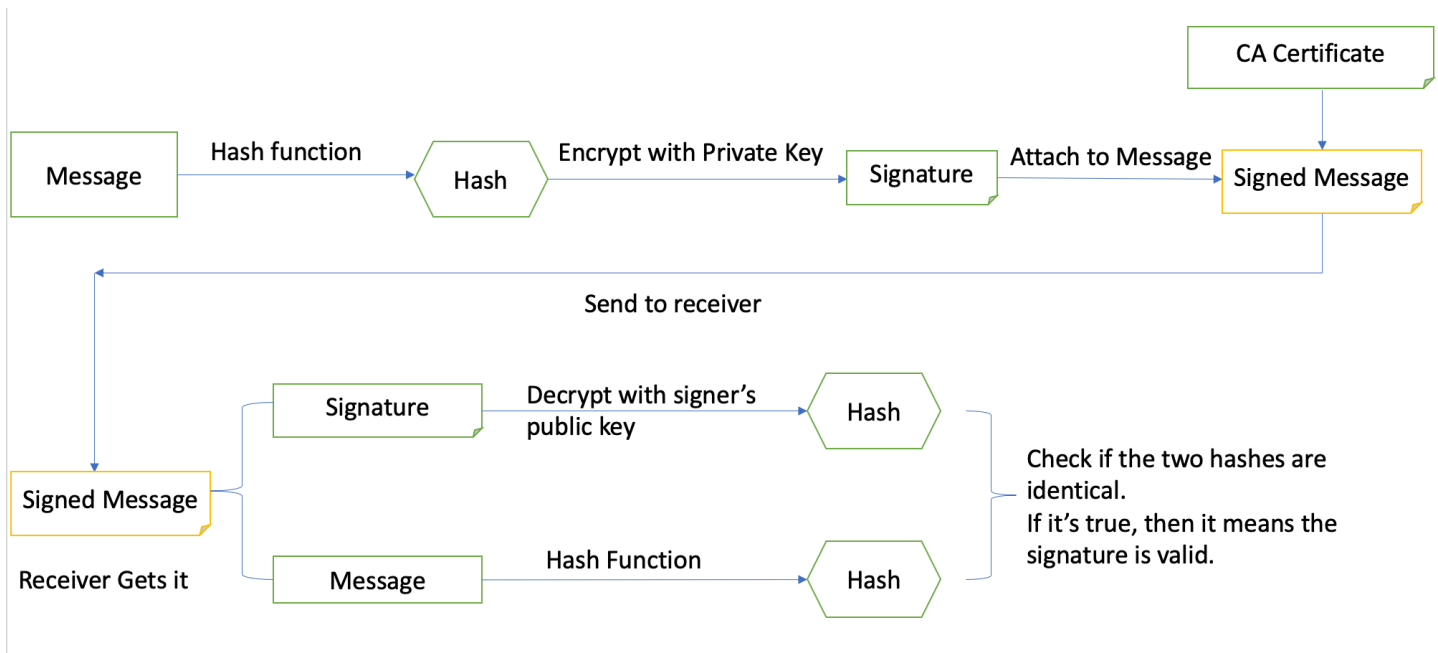 CA Certificate
Message
Hash function
Hash
Encrypt with Private Key
Signature
Attach to Message
Signed Message
Send to receiver
Signed Message
Receiver Gets it
Signature
Decrypt with signer’s
public key
Hash
Message
Hash Function
Hash
Check if the two hashes are
identical.
If it’s true, then it means the
signature is valid.